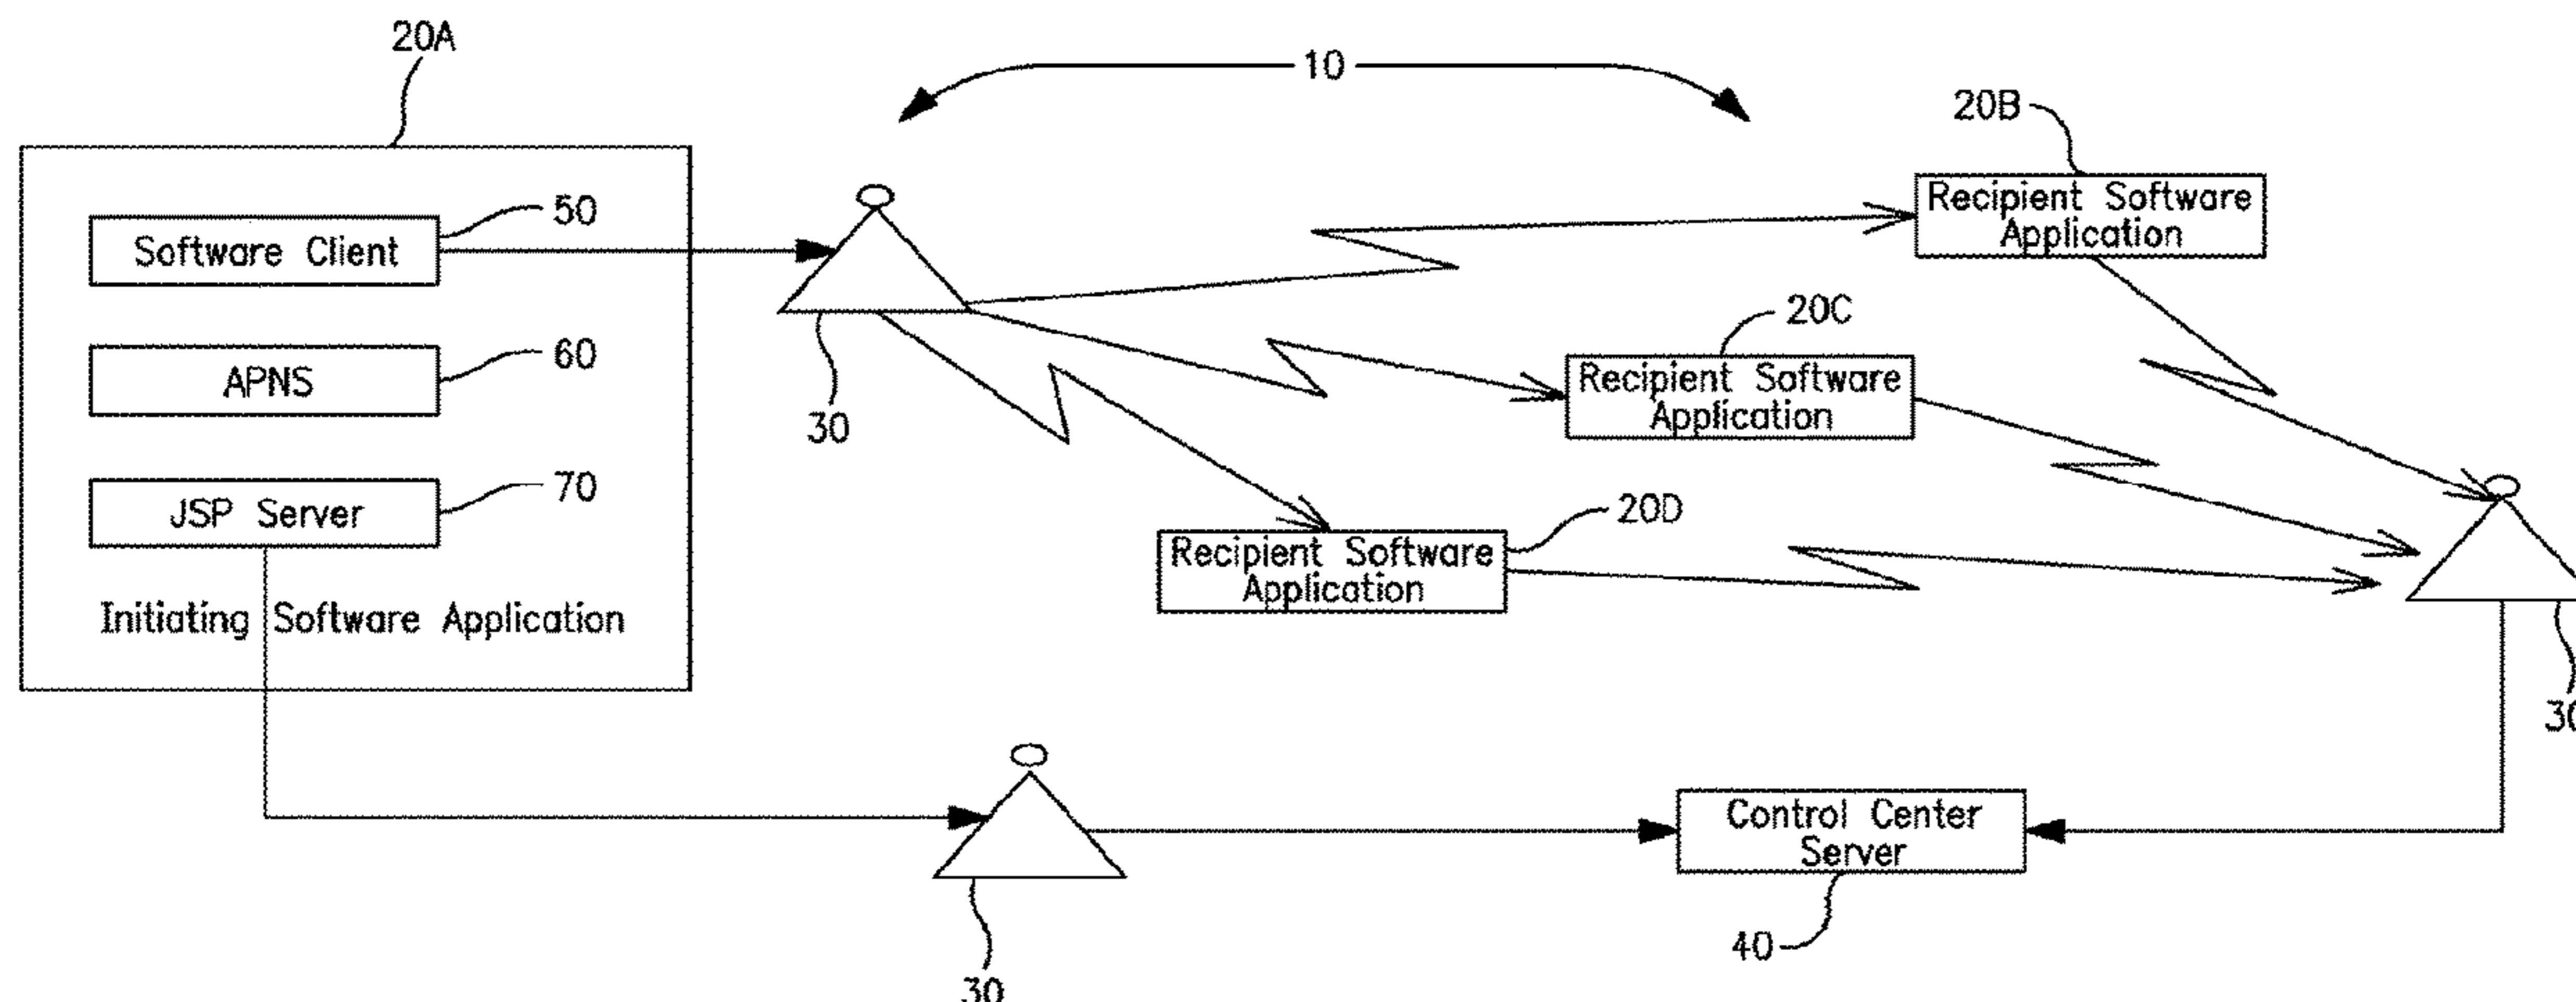 20A
10
20B
50
Software Client
Recipient Software
Application
60
APNS
20C
Recipient Software
Application
30
70
JSP Server
20D
Recipient Software
Application
Initiating Software Application
30
Control Center
Server
40
30